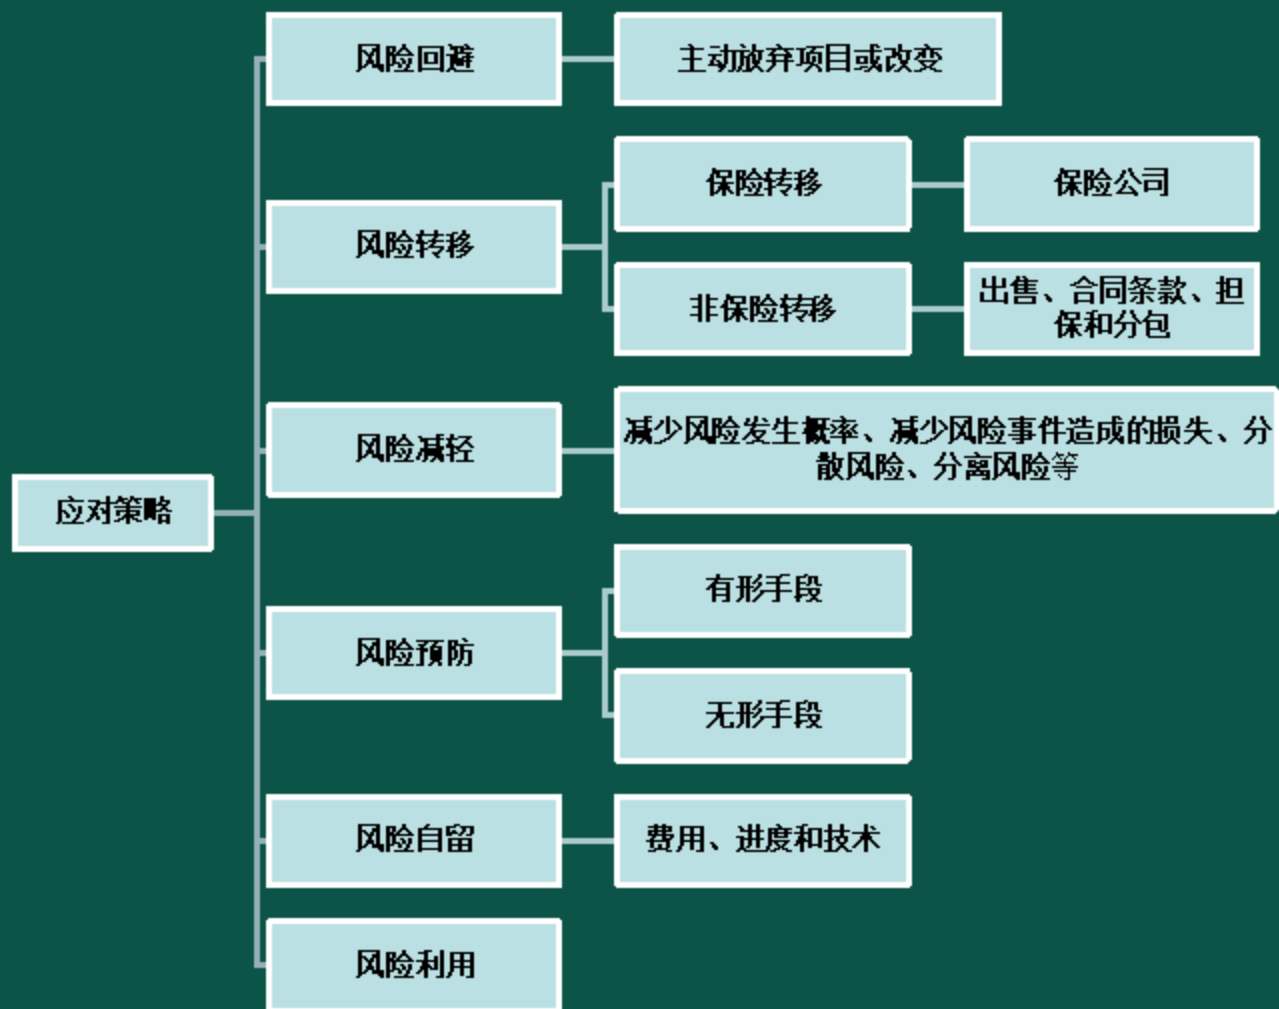 风险回避
主动放弃项目或改变
保险转移
保险公司
风险转移
非保险转移
出售、合同条款、担
保和分包
风险减轻
减少风险发生概率、减少风险事件造成的损失、分
散风险、分离风险等
应对策略
有形手段
风险预防
无形手段
风险自留
费用、进度和技术
风险利用